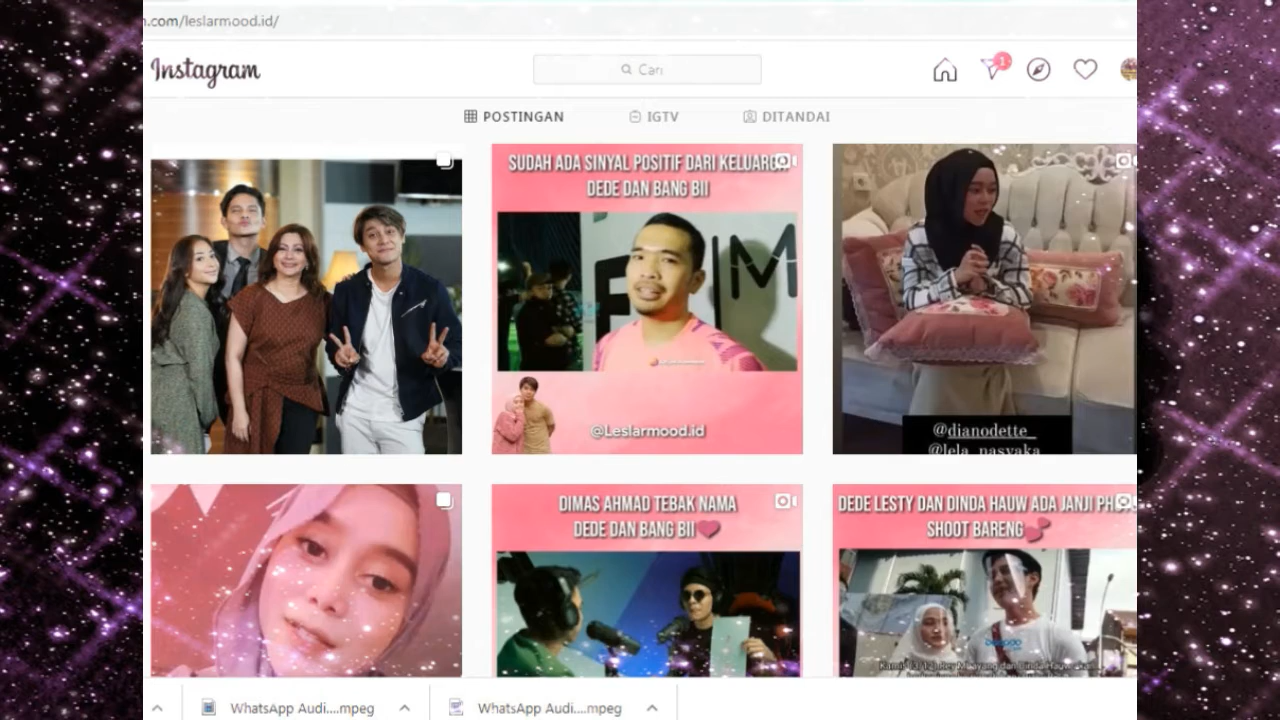 n.com/leslarmood.id/
Instagram
Cari
1
POSTINGAN
IGTV
DITANDAI
SUDAH ADA SINYAL POSITIF DARI KELUARGA
DEDE DAN BANG BII
M
@Leslarmood.id
@dianodette_
@lela_pasyaka
DIMAS AHMAD TEBAK NAMA
DEDE DAN BANG BII
DEDE LESTY DAN DINDA HAUW ADA JANJI
SHOOT BARENG
WhatsApp Audi....mpeg
WhatsApp Audi....mpeg